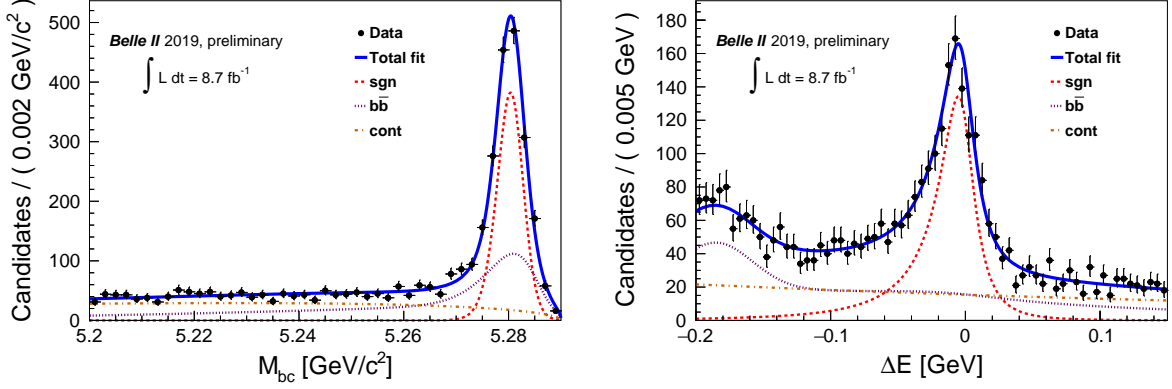 Candidates / ( 0.002 GeV/c²)
500
400
300
200
100
0
Belle II 2019, preliminary
∫ L dt = 8.7 fb⁻¹
Data
Total fit
sgn
bb̅
cont
5.2
5.22
5.24
5.26
5.28
M_bc [GeV/c²]
Candidates / ( 0.005 GeV)
180
160
140
120
100
80
60
40
20
0
Belle II 2019, preliminary
∫ L dt = 8.7 fb⁻¹
Data
Total fit
sgn
bb̅
cont
−0.2
−0.1
0
0.1
ΔE [GeV]